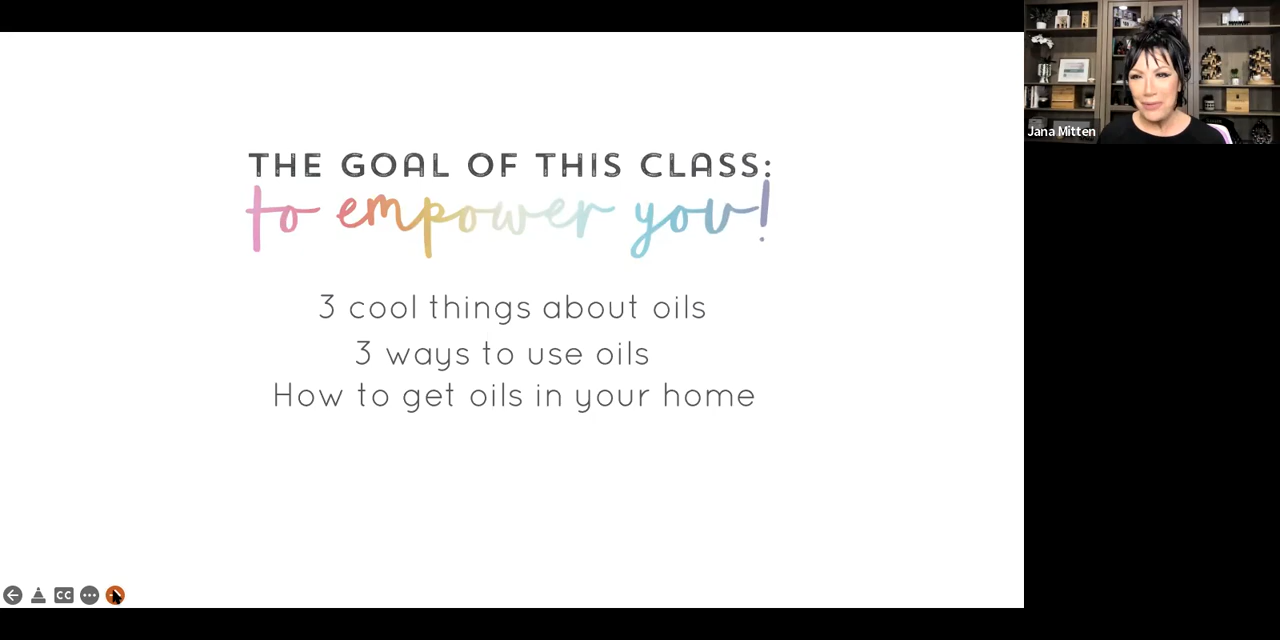 THE GOAL OF THIS CLASS:
to empower you!
3 cool things about oils
3 ways to use oils
How to get oils in your home
CC
Jana Mitten